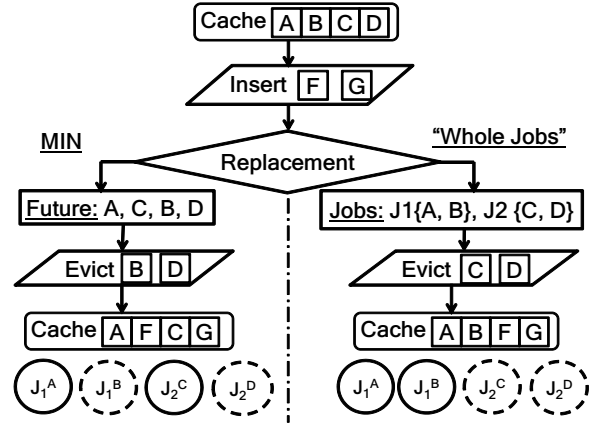 Cache A B C D
Insert F G
MIN
"Whole Jobs"
Replacement
Future: A, C, B, D
Jobs: J1{A, B}, J2 {C, D}
Evict B D
Evict C D
Cache A F C G
Cache A B F G
J₁ᴬ J₁ᴮ J₂ᶜ J₂ᴰ
J₁ᴬ J₁ᴮ J₂ᶜ J₂ᴰ